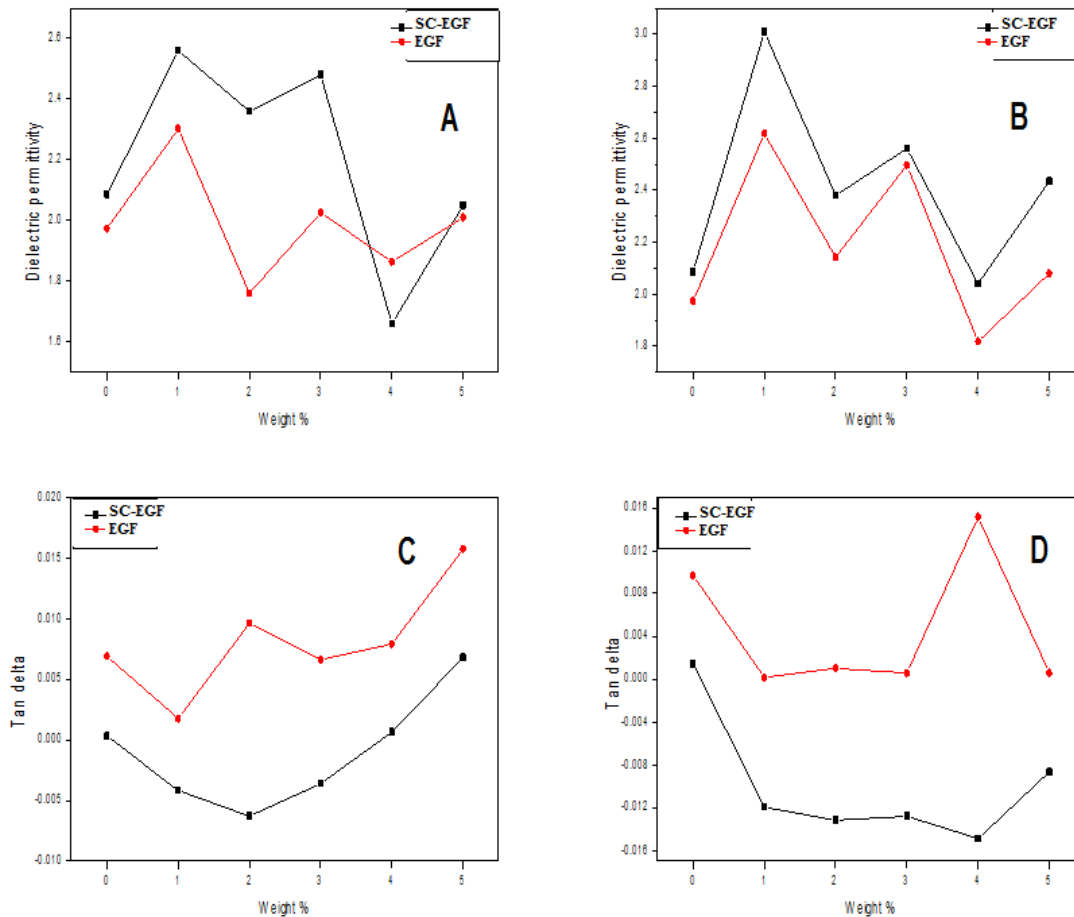 SC-EGF
EGF
A
2.6
2.4
2.2
2.0
1.8
1.6
Dielectric permittivity
0 1 2 3 4 5
Weight %
SC-EGF
EGF
B
3.0
2.8
2.6
2.4
2.2
2.0
1.8
Dielectric permittivity
0 1 2 3 4 5
Weight %
SC-EGF
EGF
C
0.020
0.015
0.010
0.005
0.000
-0.005
-0.010
Tan delta
0 1 2 3 4 5
Weight %
SC-EGF
EGF
D
0.016
0.012
0.008
0.004
0.000
-0.004
-0.008
-0.012
-0.016
Tan delta
0 1 2 3 4 5
Weight %